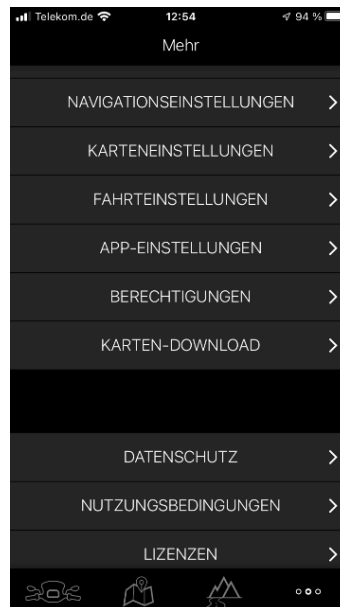 Telekom.de 12:54 94 %
Mehr
NAVIGATIONSEINSTELLUNGEN
KARTENEINSTELLUNGEN
FAHRTEINSTELLUNGEN
APP-EINSTELLUNGEN
BERECHTIGUNGEN
KARTEN-DOWNLOAD
DATENSCHUTZ
NUTZUNGSBEDINGUNGEN
LIZENZEN